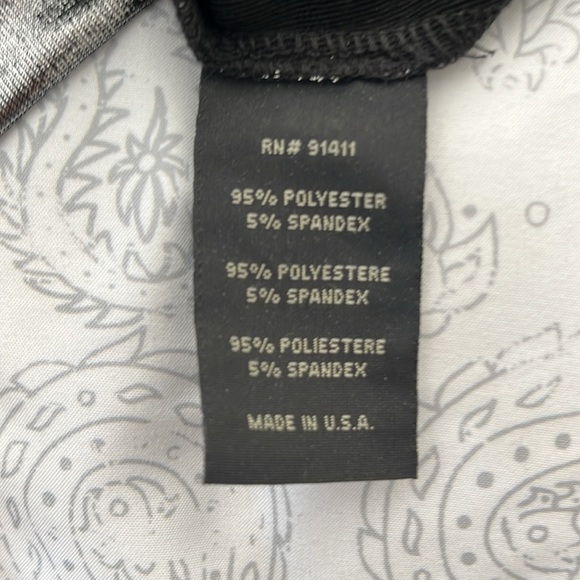 RN# 91411
95% POLYESTER
5% SPANDEX
95% POLYESTERE
5% SPANDEX
95% POLIESTERE
5% SPANDEX
MADE IN U.S.A.